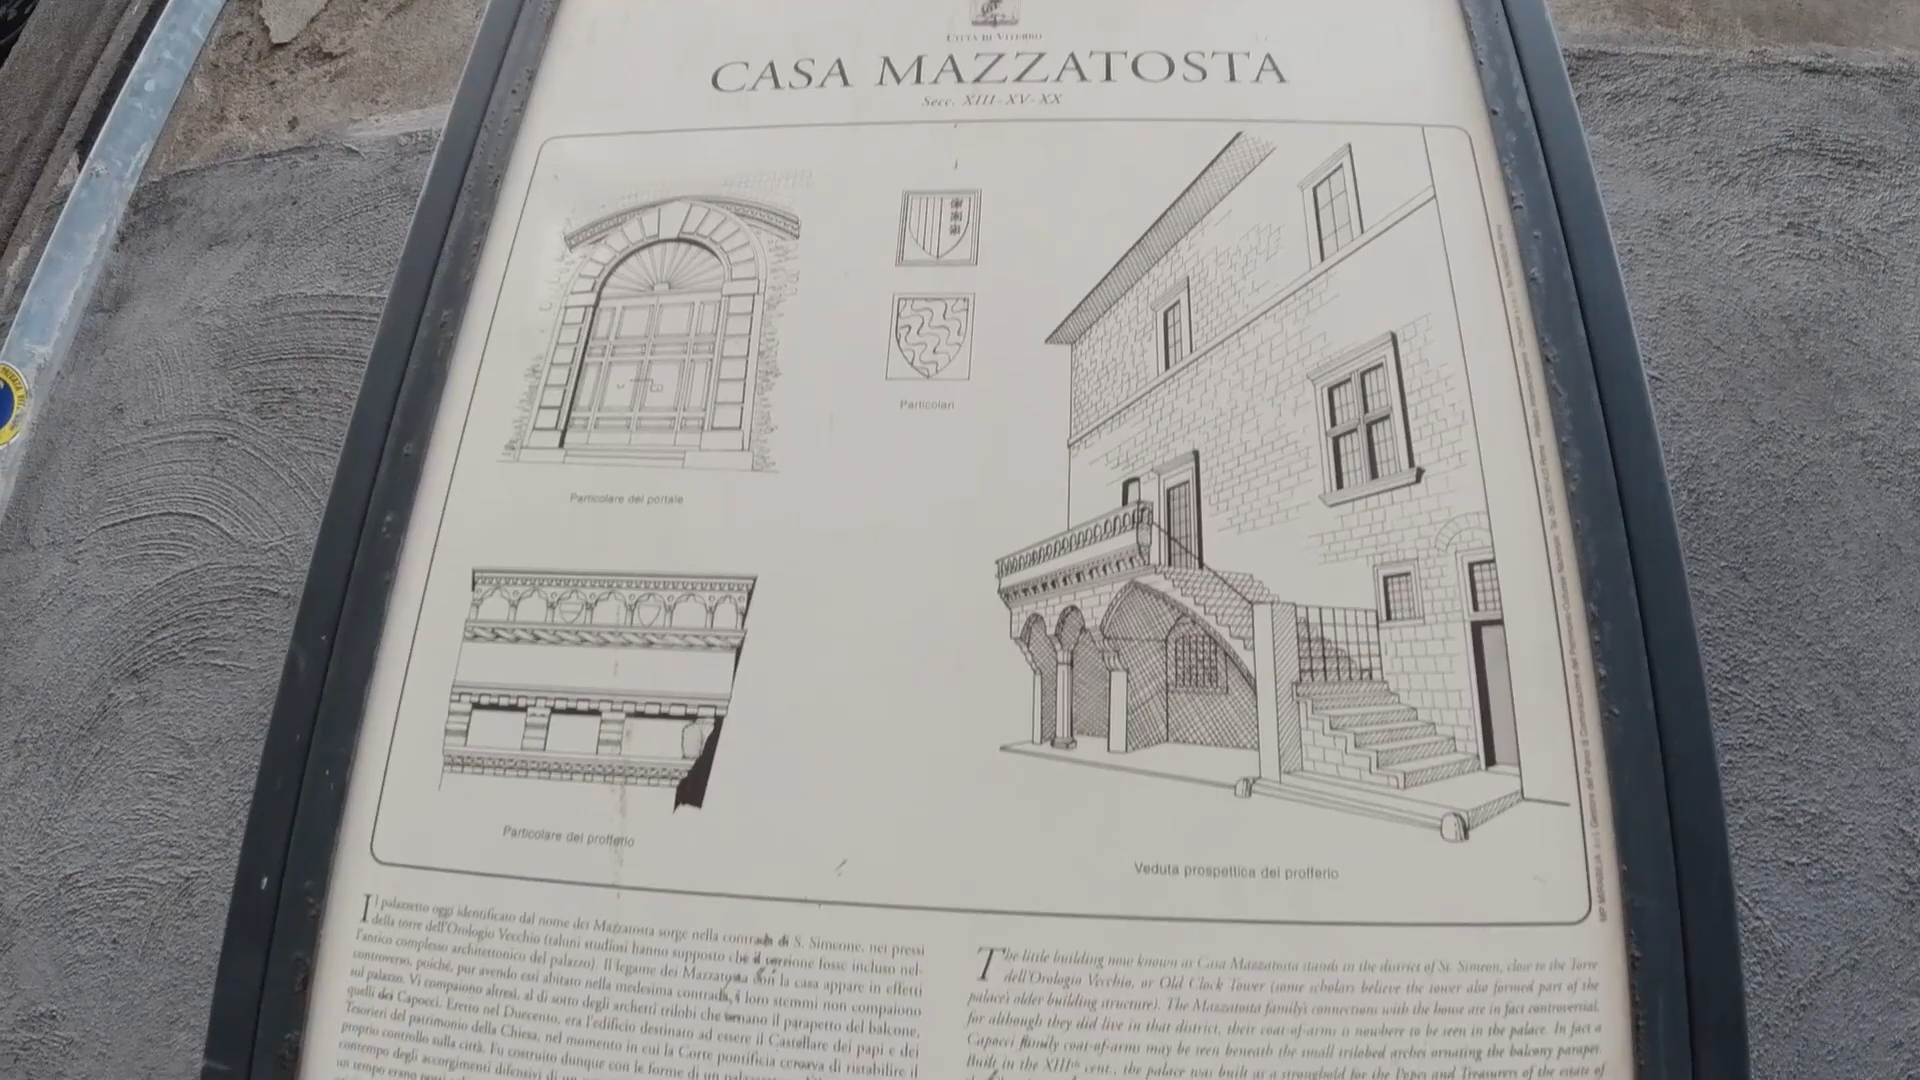 CITTÀ DI VITERBO
CASA MAZZATOSTA
Secc. XIII-XV-XX
Particolari
Particolare del portale
Particolare del profferlo
Veduta prospettica del profferlo
Il palazzetto oggi identificato dal nome dei Mazzatosta sorge nella contrada di S. Simeone, nei pressi
della torre dell'Orologio Vecchio (taluni studiosi hanno supposto che il torrione fosse incluso nel-
l'antico complesso architettonico del palazzo). Il legame dei Mazzatosta con la casa appare in effetti
controverso, poiché, pur avendo essi abitato nella medesima contrada, i loro stemmi non compaiono
sul palazzo. Vi compaiono altresì, al di sotto degli archetti trilobi che ornano il parapetto del balcone,
quelli dei Capocci. Eretto nel Duecento, era l'edificio destinato ad essere il Castellare dei papi e dei
Tesorieri del patrimonio della Chiesa, nel momento in cui la Corte pontificia cercava di ristabilire il
proprio controllo sulla città. Fu costruito dunque con le forme di un
contempo degli accorgimenti difensivi di un
un tempo erano
The little building now known as Casa Mazzatosta stands in the district of St. Simeon, close to the Torre
dell'Orologio Vecchio, or Old Clock Tower (some scholars believe the tower also formed part of the
palace's older building structure). The Mazzatosta family's connections with the house are in fact controversial,
for although they did live in that district, their coat-of-arms is nowhere to be seen in the palace. In fact a
Capocci family coat-of-arms may be seen beneath the small trilobed arches ornating the balcony parapet.
Built in the XIIIth cent., the palace was built as a stronghold for the Popes and Treasurers of the estate of